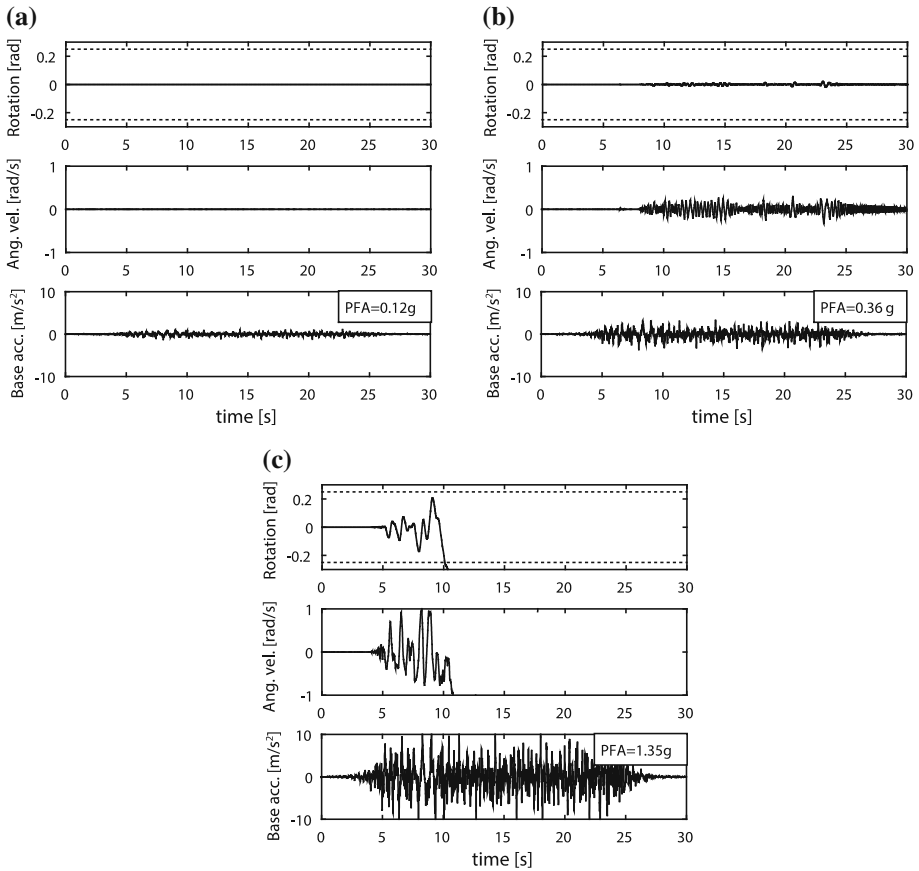 (a)
Rotation [rad]
0.2
0
-0.2
0 5 10 15 20 25 30
Ang. vel. [rad/s]
1
0
-1
0 5 10 15 20 25 30
Base acc. [m/s²]
10
0
-10
PFA=0.12g
0 5 10 15 20 25 30
time [s]
(b)
Rotation [rad]
0.2
0
-0.2
0 5 10 15 20 25 30
Ang. vel. [rad/s]
1
0
-1
0 5 10 15 20 25 30
Base acc. [m/s²]
10
0
-10
PFA=0.36 g
0 5 10 15 20 25 30
time [s]
(c)
Rotation [rad]
0.2
0
-0.2
0 5 10 15 20 25 30
Ang. vel. [rad/s]
1
0
-1
0 5 10 15 20 25 30
Base acc. [m/s²]
10
0
-10
PFA=1.35g
0 5 10 15 20 25 30
time [s]